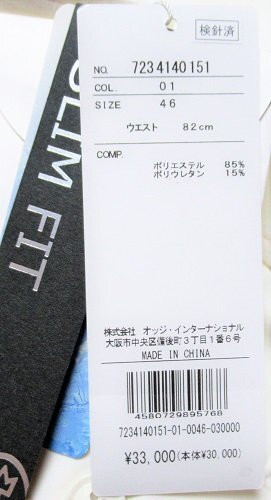 検針済
NO. 7234140151
COL. 01
SIZE 46
ウエスト 82cm
COMP.
ポリエステル 85%
ポリウレタン 15%
株式会社 オッジ・インターナショナル
大阪市中央区備後町3丁目1番6号
MADE IN CHINA
4580729895768
7234140151-01-0046-030000
¥33,000(本体¥30,000)
SLIM FIT